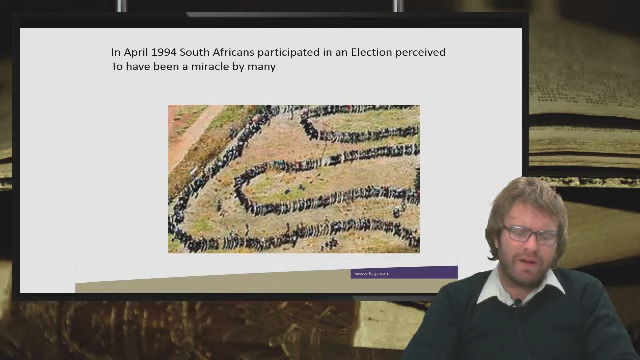 In April 1994 South Africans participated in an Election perceived
To have been a miracle by many